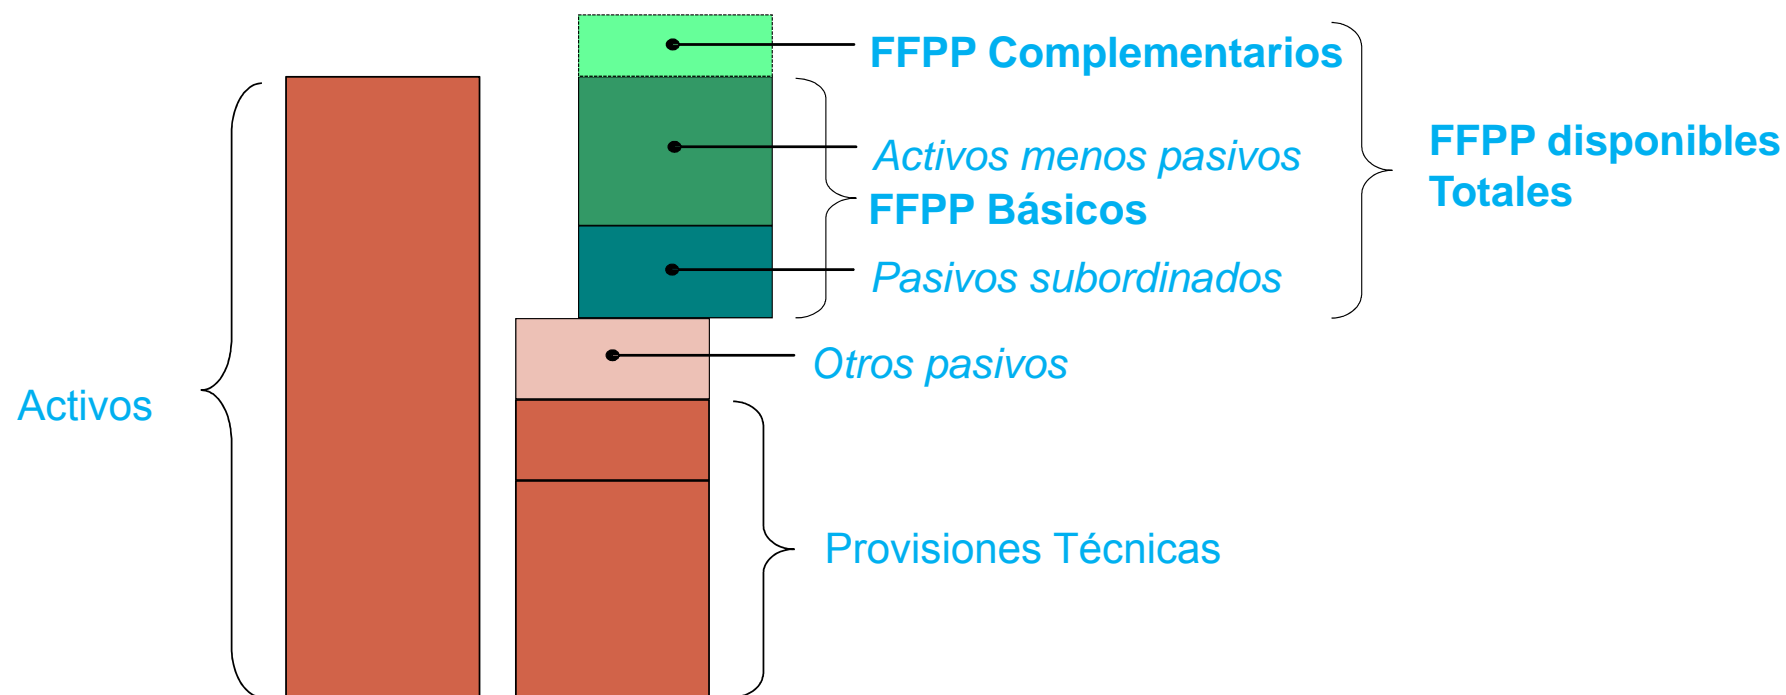 FFPP Complementarios
Activos menos pasivos
FFPP Básicos
Pasivos subordinados
FFPP disponibles
Totales
Otros pasivos
Activos
Provisiones Técnicas